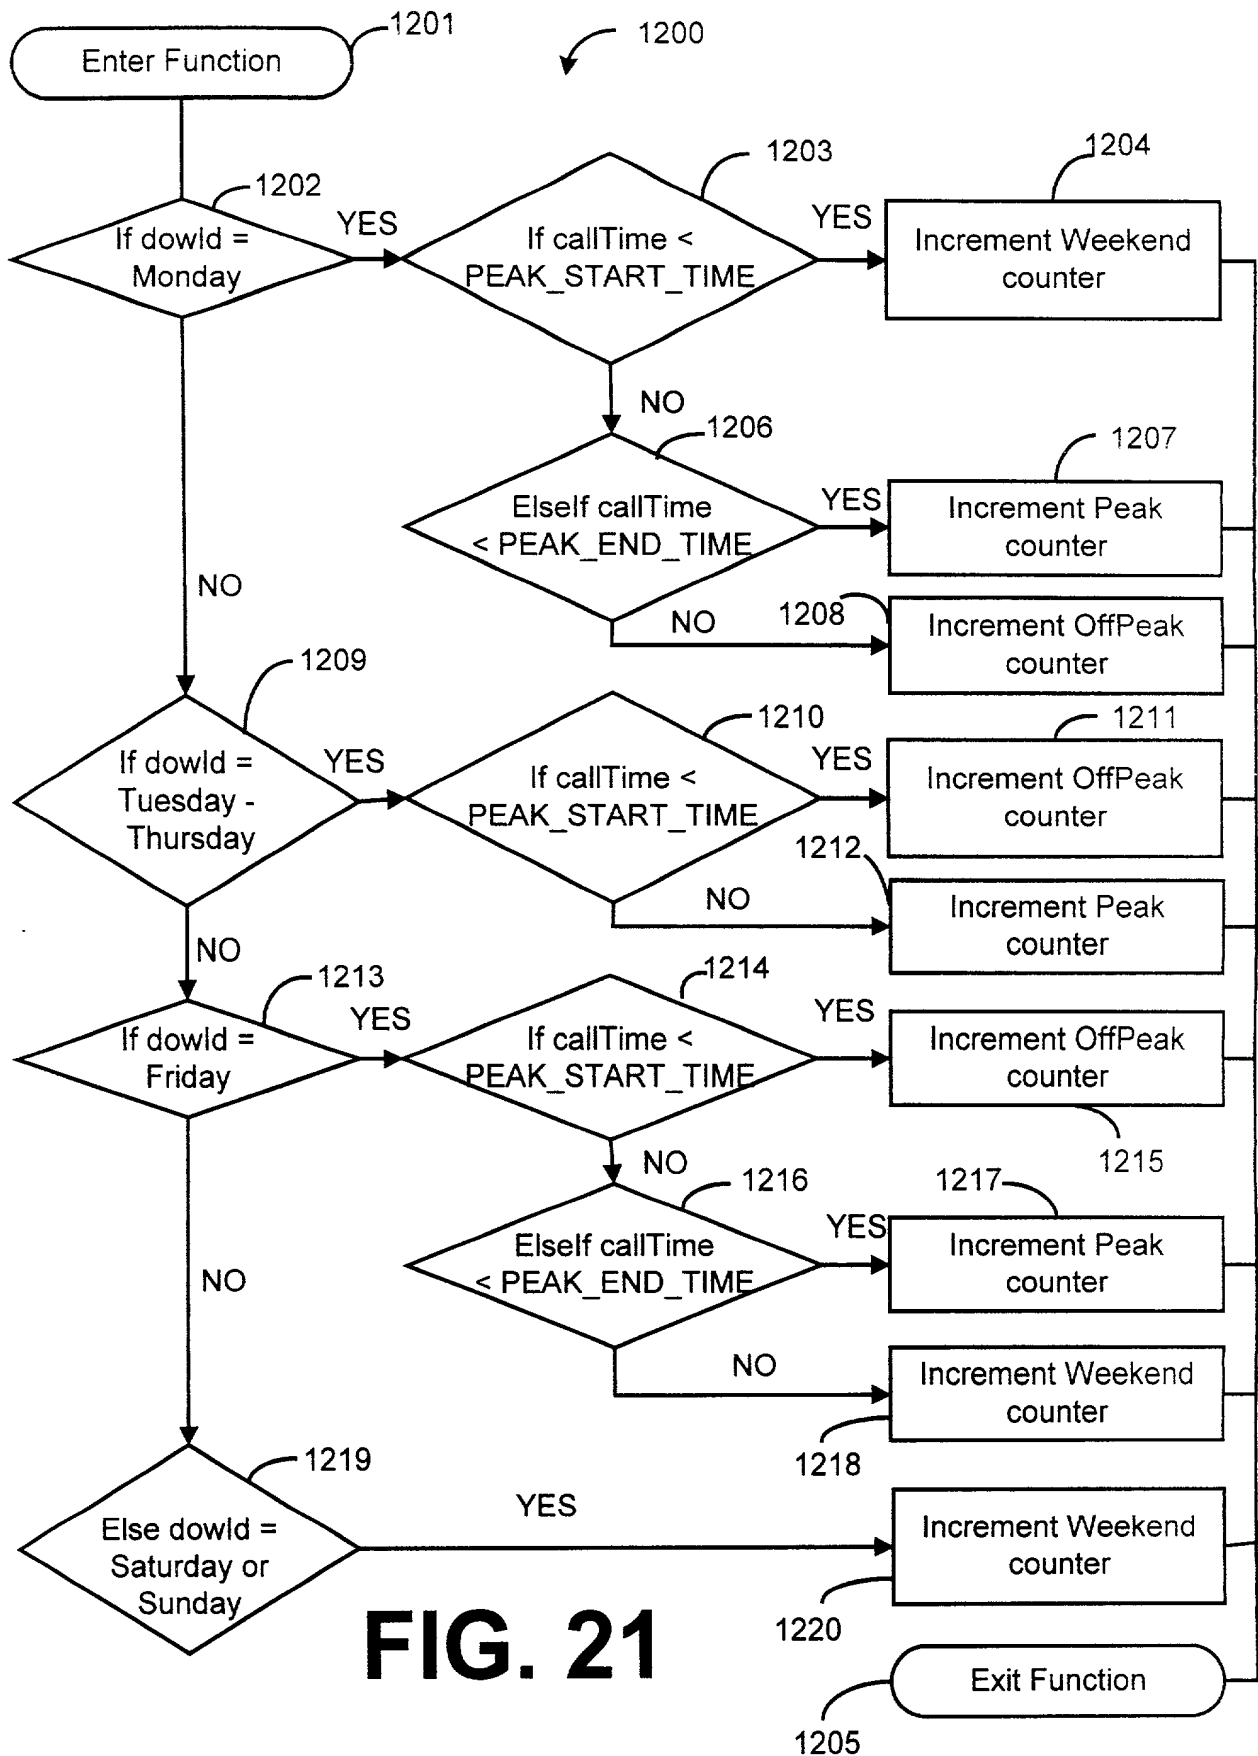 1201
Enter Function
1200
1202
If dowId =
Monday
YES
1203
If callTime <
PEAK_START_TIME
YES
1204
Increment Weekend
counter
NO
1206
ElseIf callTime
< PEAK_END_TIME
YES
1207
Increment Peak
counter
NO
NO
1208
Increment OffPeak
counter
1209
If dowId =
Tuesday -
Thursday
YES
1210
If callTime <
PEAK_START_TIME
YES
1211
Increment OffPeak
counter
NO
1212
Increment Peak
counter
NO
1213
If dowId =
Friday
YES
1214
If callTime <
PEAK_START_TIME
YES
Increment OffPeak
counter
1215
NO
1216
ElseIf callTime
< PEAK_END_TIME
YES
1217
Increment Peak
counter
NO
NO
Increment Weekend
counter
1218
1219
Else dowId =
Saturday or
Sunday
YES
Increment Weekend
counter
1220
FIG. 21
Exit Function
1205